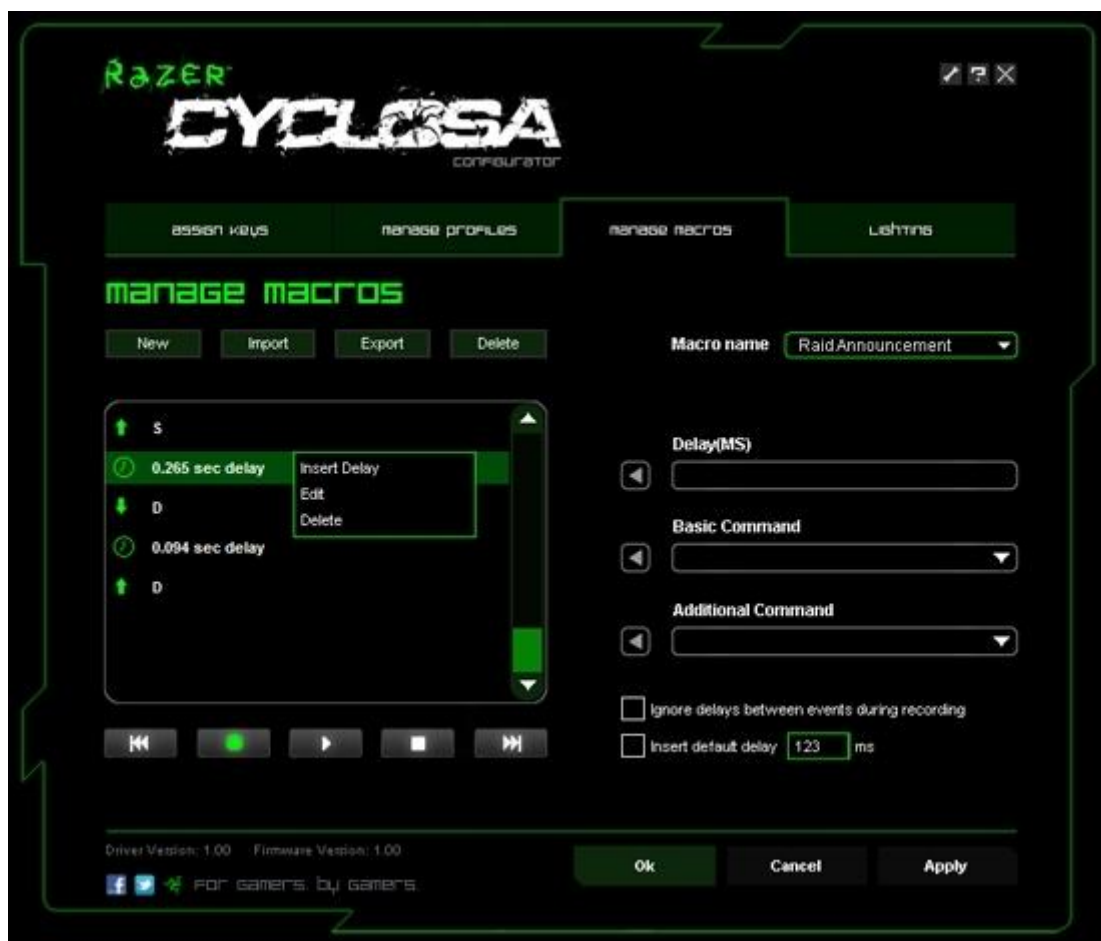 RAZER™
CYCLOSA
CONFIGURATOR
assign keys manage profiles manage macros Lighting
manage macros
New Import Export Delete Macro name Raid Announcement
S
0.265 sec delay
Insert Delay
Edit
Delete
D
0.094 sec delay
D
Delay(MS)
Basic Command
Additional Command
Ignore delays between events during recording
Insert default delay 123 ms
Driver Version: 1.00 Firmware Version: 1.00
For Gamers. by Gamers.
Ok Cancel Apply